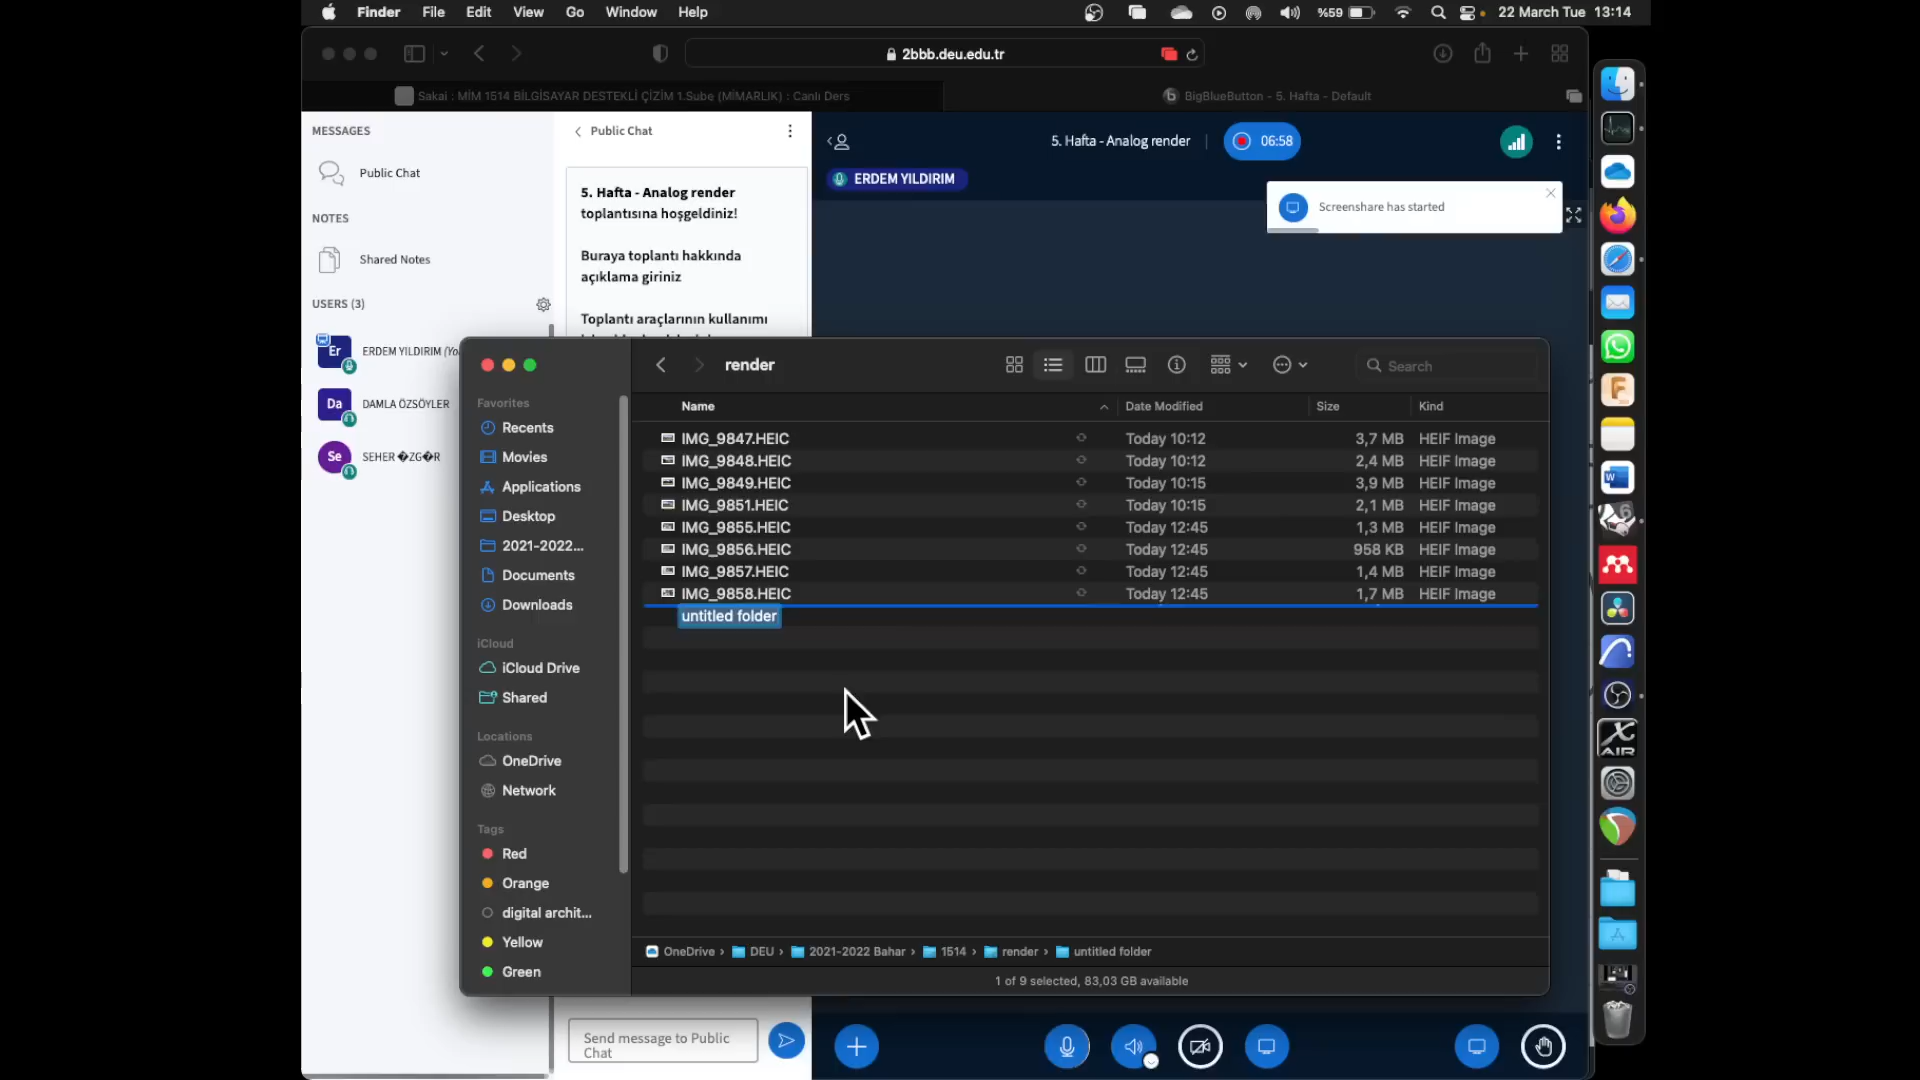 Finder File Edit View Go Window Help
%59
22 March Tue 13:14
2bbb.deu.edu.tr
Sakai : MİM 1514 BİLGİSAYAR DESTEKLİ ÇİZİM 1.Şube (MİMARLIK) : Canlı Ders
BigBlueButton - 5. Hafta - Default
MESSAGES
Public Chat
NOTES
Shared Notes
USERS (3)
Er
ERDEM YILDIRIM (Yo
Da
DAMLA ÖZSÖYLER
Se
SEHER �ZG�R
Public Chat
5. Hafta - Analog render
toplantısına hoşgeldiniz!
Buraya toplantı hakkında
açıklama giriniz
Toplantı araçlarının kullanımı
5. Hafta - Analog render
06:58
ERDEM YILDIRIM
Screenshare has started
render
Search
Favorites
Recents
Movies
Applications
Desktop
2021-2022...
Documents
Downloads
iCloud
iCloud Drive
Shared
Locations
OneDrive
Network
Tags
Red
Orange
digital archit...
Yellow
Green
Name Date Modified Size Kind
IMG_9847.HEIC Today 10:12 3,7 MB HEIF Image
IMG_9848.HEIC Today 10:12 2,4 MB HEIF Image
IMG_9849.HEIC Today 10:15 3,9 MB HEIF Image
IMG_9851.HEIC Today 10:15 2,1 MB HEIF Image
IMG_9855.HEIC Today 12:45 1,3 MB HEIF Image
IMG_9856.HEIC Today 12:45 958 KB HEIF Image
IMG_9857.HEIC Today 12:45 1,4 MB HEIF Image
IMG_9858.HEIC Today 12:45 1,7 MB HEIF Image
untitled folder
OneDrive › DEU › 2021-2022 Bahar › 1514 › render › untitled folder
1 of 9 selected, 83,03 GB available
Send message to Public
Chat
X
AIR